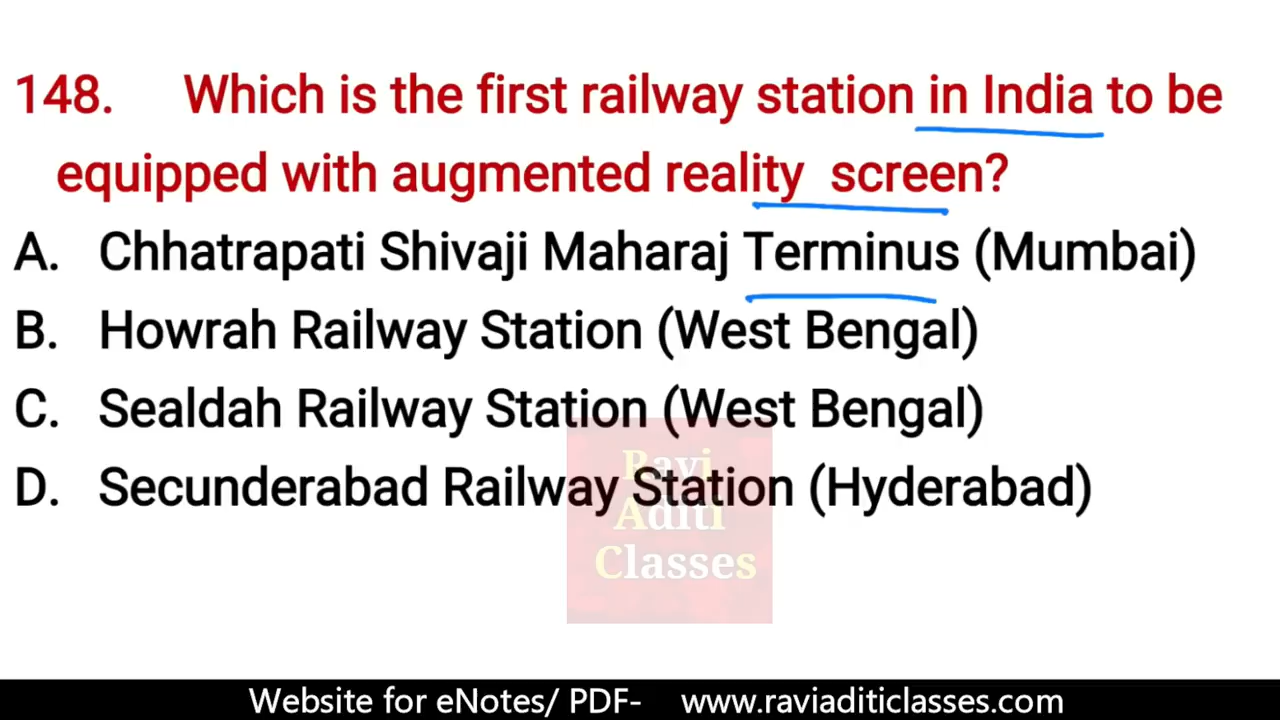 148. Which is the first railway station in India to be
equipped with augmented reality screen?
A. Chhatrapati Shivaji Maharaj Terminus (Mumbai)
B. Howrah Railway Station (West Bengal)
C. Sealdah Railway Station (West Bengal)
D. Secunderabad Railway Station (Hyderabad)
Ravi
Aditi
Classes
Website for eNotes/ PDF- www.raviaditiclasses.com